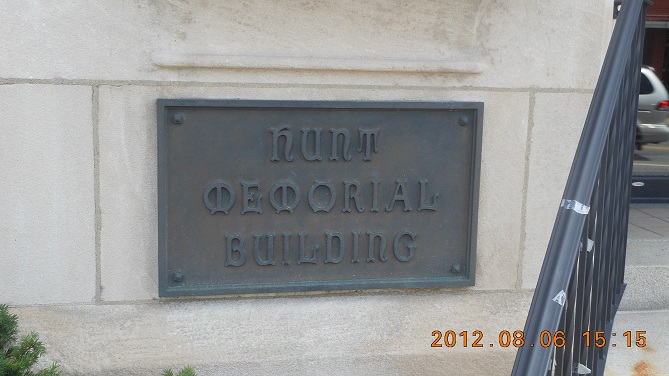 HUNT
MEMORIAL
BUILDING
2012.08.06 15:15